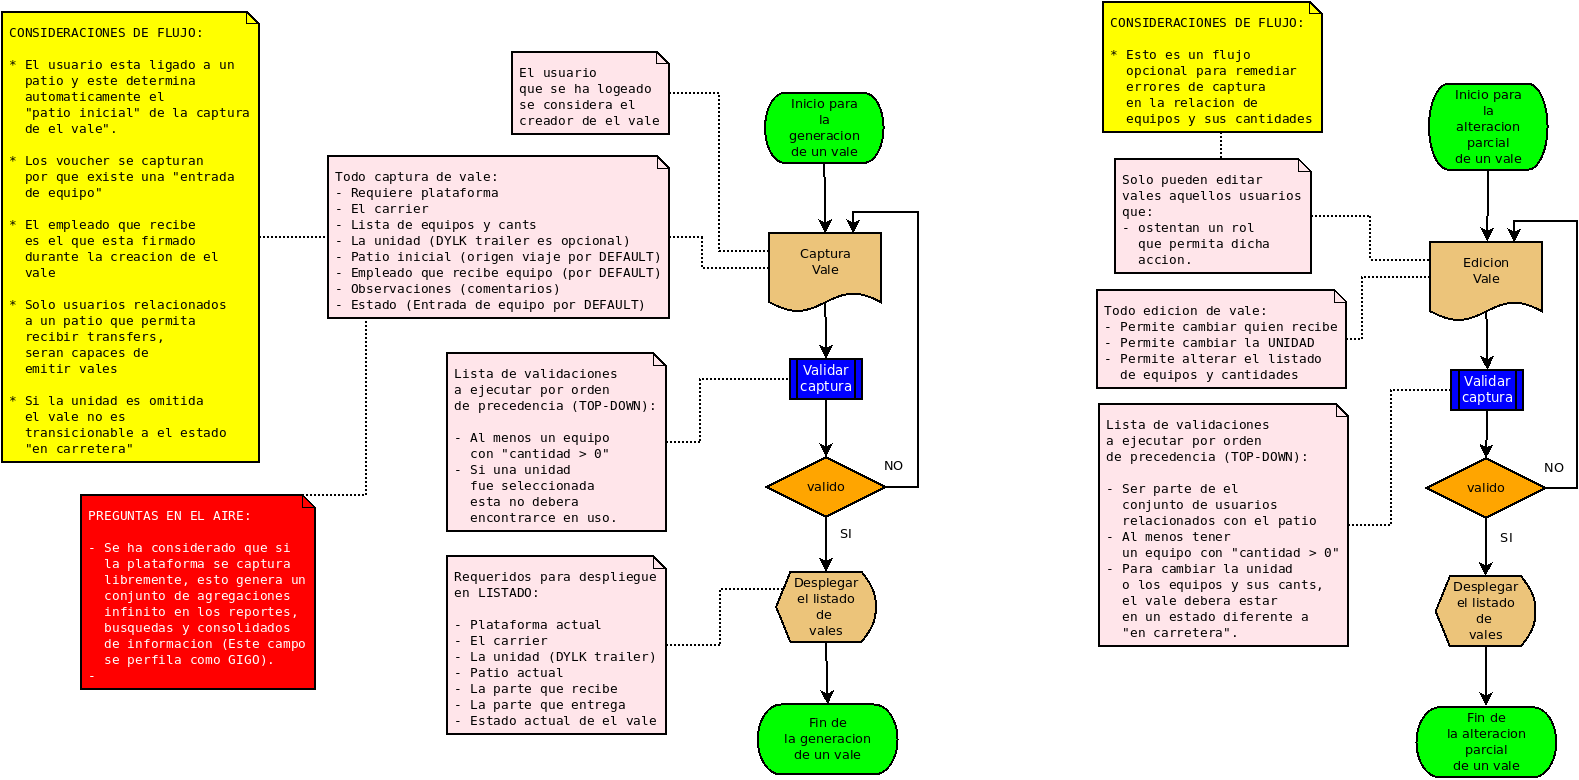 CONSIDERACIONES DE FLUJO:
* El usuario esta ligado a un
patio y este determina
automaticamente el
"patio inicial" de la captura
de el vale".
* Los voucher se capturan
por que existe una "entrada
de equipo"
* El empleado que recibe
es el que esta firmado
durante la creacion de el
vale
* Solo usuarios relacionados
a un patio que permita
recibir transfers,
seran capaces de
emitir vales
* Si la unidad es omitida
el vale no es
transicionable a el estado
"en carretera"
PREGUNTAS EN EL AIRE:
- Se ha considerado que si
la plataforma se captura
libremente, esto genera un
conjunto de agregaciones
infinito en los reportes,
busquedas y consolidados
de informacion (Este campo
se perfila como GIGO).
-
El usuario
que se ha logeado
se considera el
creador de el vale
Todo captura de vale:
- Requiere plataforma
- El carrier
- Lista de equipos y cants
- La unidad (DYLK trailer es opcional)
- Patio inicial (origen viaje por DEFAULT)
- Empleado que recibe equipo (por DEFAULT)
- Observaciones (comentarios)
- Estado (Entrada de equipo por DEFAULT)
Lista de validaciones
a ejecutar por orden
de precedencia (TOP-DOWN):
- Al menos un equipo
con "cantidad > 0"
- Si una unidad
fue seleccionada
esta no debera
encontrarce en uso.
Requeridos para despliegue
en LISTADO:
- Plataforma actual
- El carrier
- La unidad (DYLK trailer)
- Patio actual
- La parte que recibe
- La parte que entrega
- Estado actual de el vale
Inicio para
la
generacion
de un vale
Captura
Vale
Validar
captura
valido
NO
SI
Desplegar
el listado
de
vales
Fin de
la generacion
de un vale
CONSIDERACIONES DE FLUJO:
* Esto es un flujo
opcional para remediar
errores de captura
en la relacion de
equipos y sus cantidades
Solo pueden editar
vales aquellos usuarios
que:
- ostentan un rol
que permita dicha
accion.
Todo edicion de vale:
- Permite cambiar quien recibe
- Permite cambiar la UNIDAD
- Permite alterar el listado
de equipos y cantidades
Lista de validaciones
a ejecutar por orden
de precedencia (TOP-DOWN):
- Ser parte de el
conjunto de usuarios
relacionados con el patio
- Al menos tener
un equipo con "cantidad > 0"
- Para cambiar la unidad
o los equipos y sus cants,
el vale debera estar
en un estado diferente a
"en carretera".
Inicio para
la
alteracion
parcial
de un vale
Edicion
Vale
Validar
captura
valido
NO
SI
Desplegar
el listado
de
vales
Fin de
la alteracion
parcial
de un vale